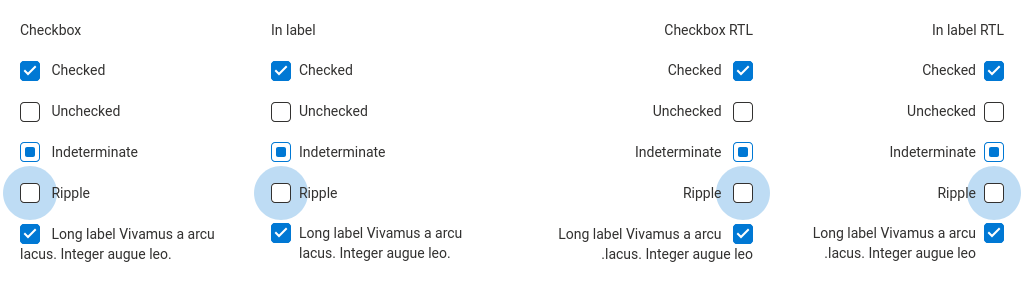 Checkbox
Checked
Unchecked
Indeterminate
Ripple
Long label Vivamus a arcu
lacus. Integer augue leo.
In label
Checked
Unchecked
Indeterminate
Ripple
Long label Vivamus a arcu
lacus. Integer augue leo.
Checkbox RTL
Checked
Unchecked
Indeterminate
Ripple
Long label Vivamus a arcu
.lacus. Integer augue leo
In label RTL
Checked
Unchecked
Indeterminate
Ripple
Long label Vivamus a arcu
.lacus. Integer augue leo